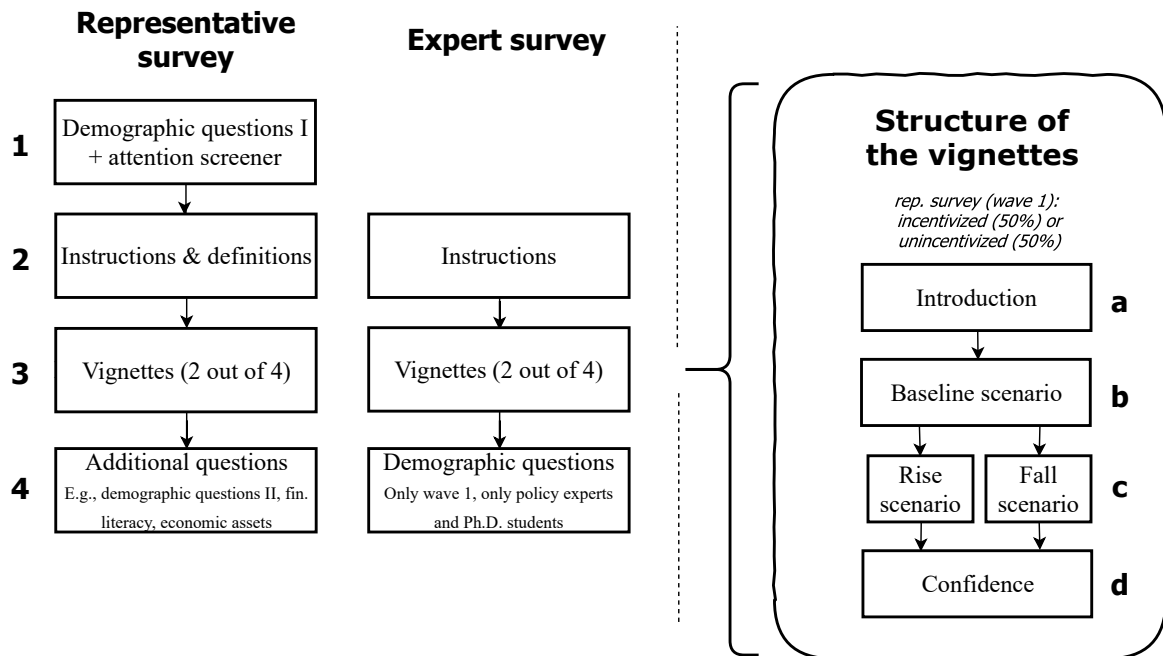 Representative
survey
Expert survey
1
Demographic questions I
+ attention screener
2
Instructions & definitions
Instructions
3
Vignettes (2 out of 4)
Vignettes (2 out of 4)
4
Additional questions
E.g., demographic questions II, fin.
literacy, economic assets
Demographic questions
Only wave 1, only policy experts
and Ph.D. students
Structure of
the vignettes
rep. survey (wave 1):
incentivized (50%) or
unincentivized (50%)
Introduction
a
Baseline scenario
b
Rise
scenario
Fall
scenario
c
Confidence
d